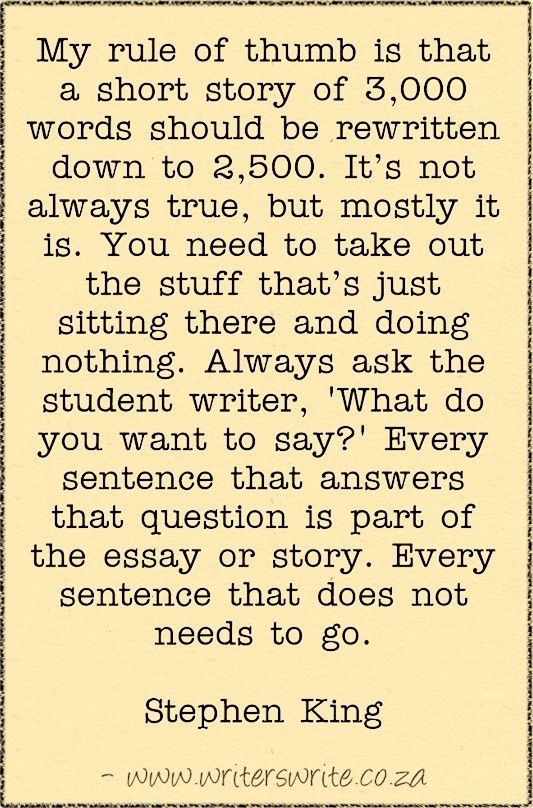 My rule of thumb is that
a short story of 3,000
words should be rewritten
down to 2,500. It’s not
always true, but mostly it
is. You need to take out
the stuff that’s just
sitting there and doing
nothing. Always ask the
student writer, 'What do
you want to say?' Every
sentence that answers
that question is part of
the essay or story. Every
sentence that does not
needs to go.
Stephen King
- www.writerswrite.co.za